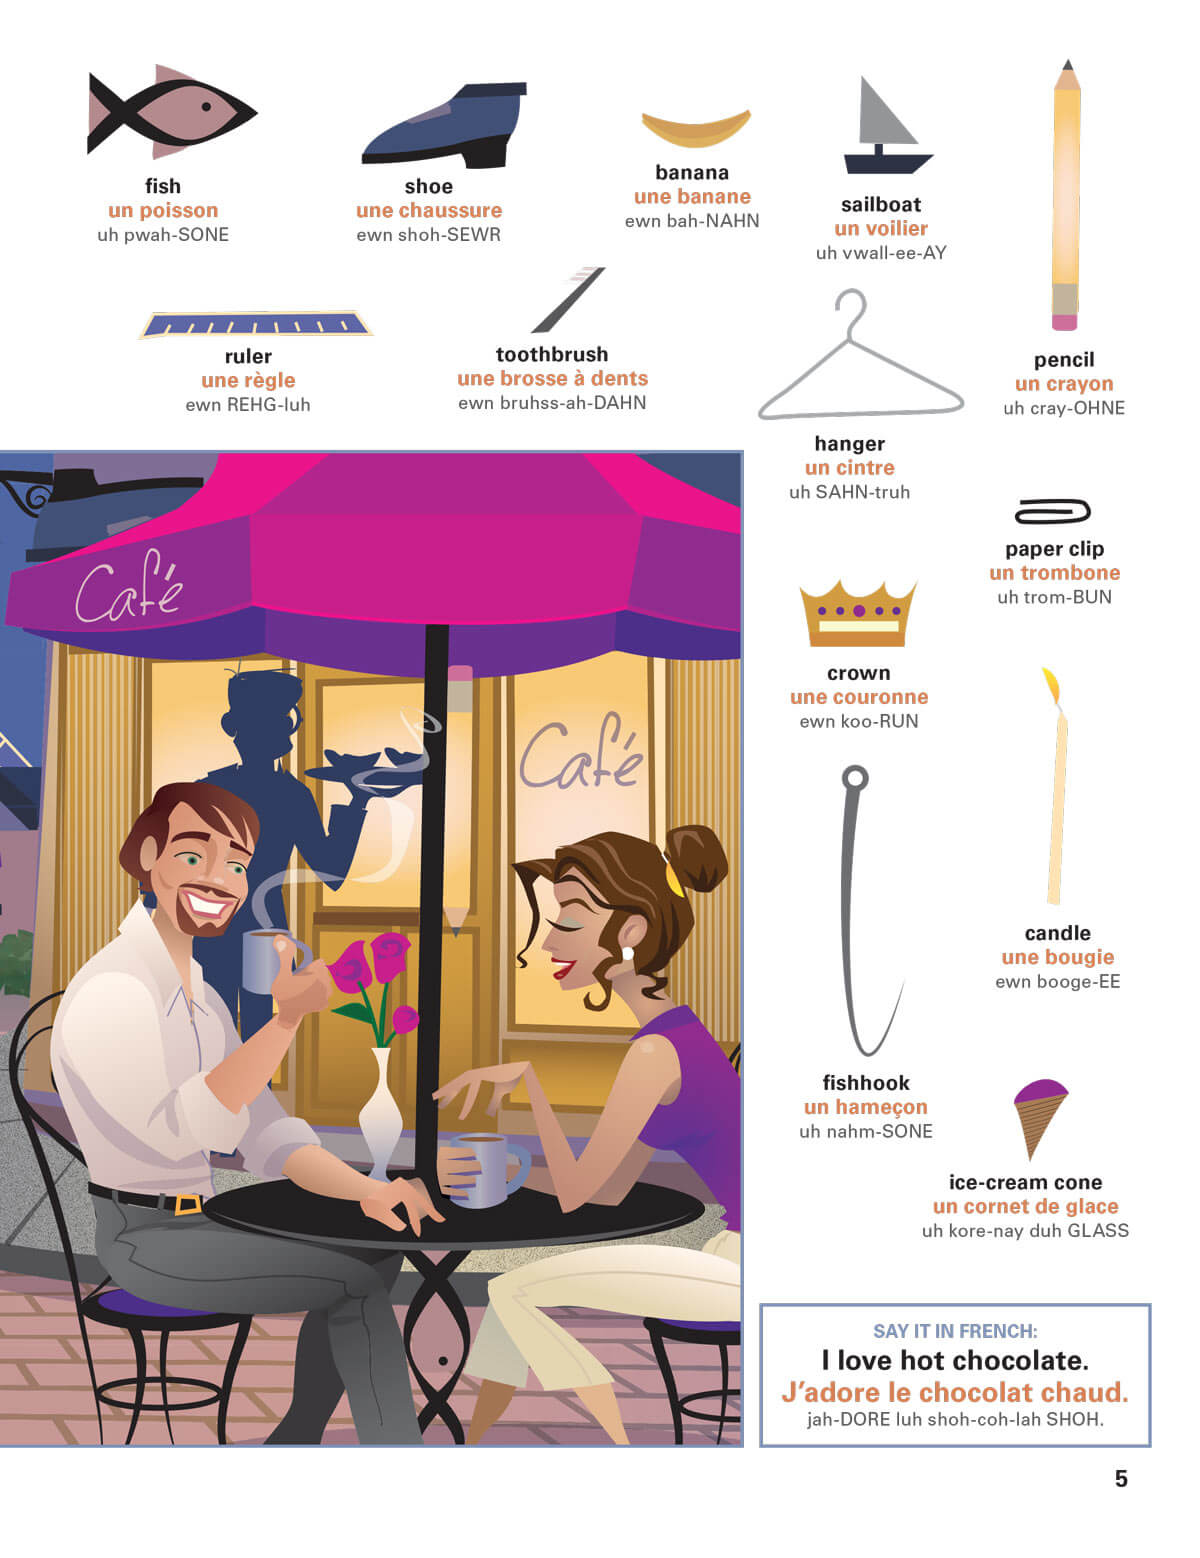 fish
un poisson
uh pwah-SONE
shoe
une chaussure
ewn shoh-SEWR
banana
une banane
ewn bah-NAHN
sailboat
un voilier
uh vwall-ee-AY
pencil
un crayon
uh cray-OHNE
ruler
une règle
ewn REHG-luh
toothbrush
une brosse à dents
ewn bruhss-ah-DAHN
hanger
un cintre
uh SAHN-truh
paper clip
un trombone
uh trom-BUN
crown
une couronne
ewn koo-RUN
candle
une bougie
ewn booge-EE
fishhook
un hameçon
uh nahm-SONE
ice-cream cone
un cornet de glace
uh kore-nay duh GLASS
Café
Café
SAY IT IN FRENCH:
I love hot chocolate.
J'adore le chocolat chaud.
jah-DORE luh shoh-coh-lah SHOH.
5